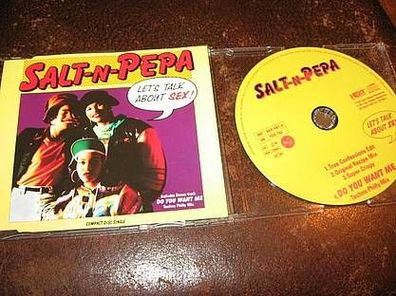 SALT-N-PEPA
LET'S TALK
ABOUT SEX!
Includes Bonus track
DO YOU WANT ME
Techno Philly Mix
COMPACT DISC SINGLE
SALT-N-PEPA
LET'S TALK
ABOUT SEX!
1. True Confessions Edit
2. Original Recipe Mix
3. Super Crispy
4. DO YOU WANT ME
Techno Philly Mix